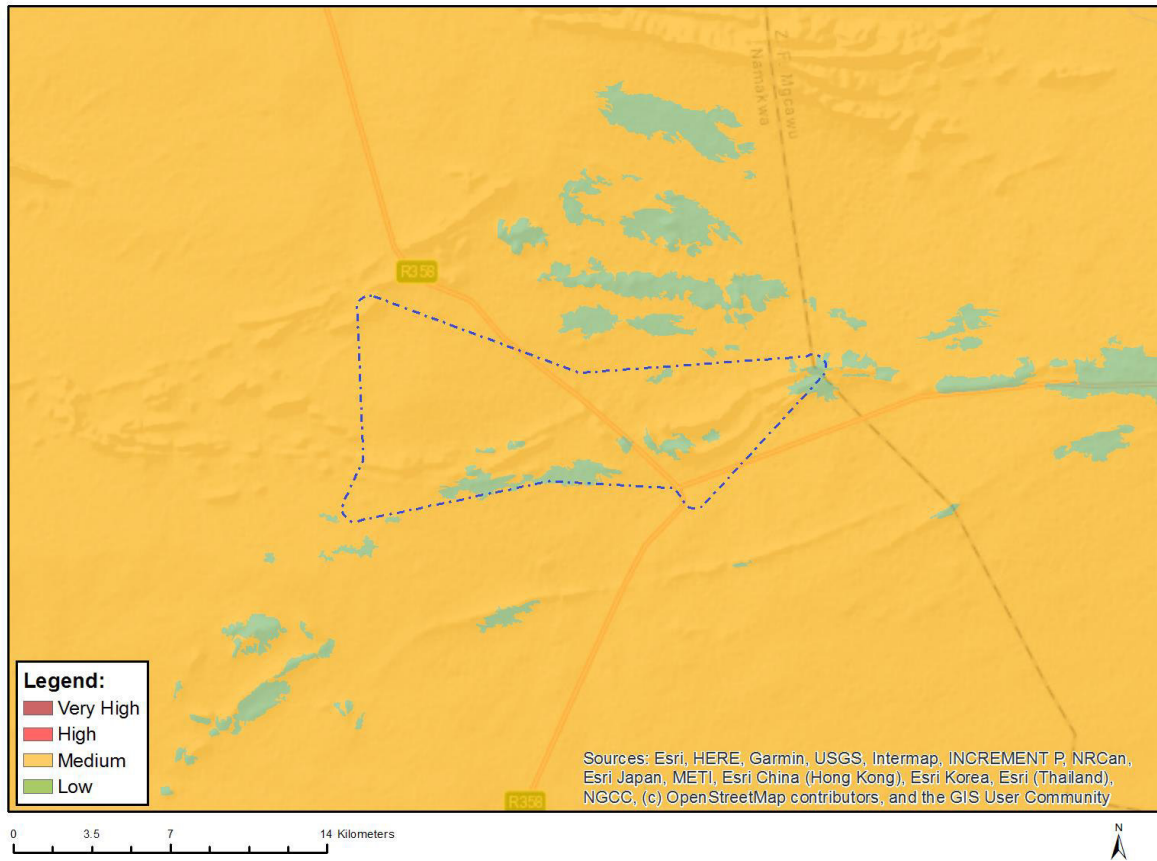 Z F Mgcawu
Namakwa
R358
Legend:
Very High
High
Medium
Low
Sources: Esri, HERE, Garmin, USGS, Intermap, INCREMENT P, NRCan,
Esri Japan, METI, Esri China (Hong Kong), Esri Korea, Esri (Thailand),
NGCC, (c) OpenStreetMap contributors, and the GIS User Community
R358
0 3.5 7 14 Kilometers
N